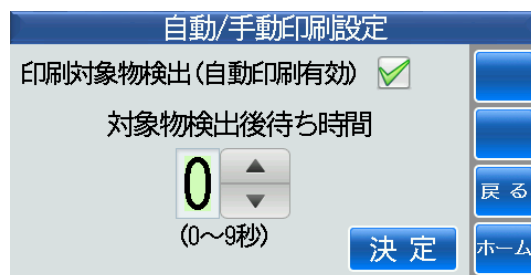 自動/手動印刷設定
印刷対象物検出(自動印刷有効)
対象物検出後待ち時間
0
(0～9秒)
決定
戻る
ホーム